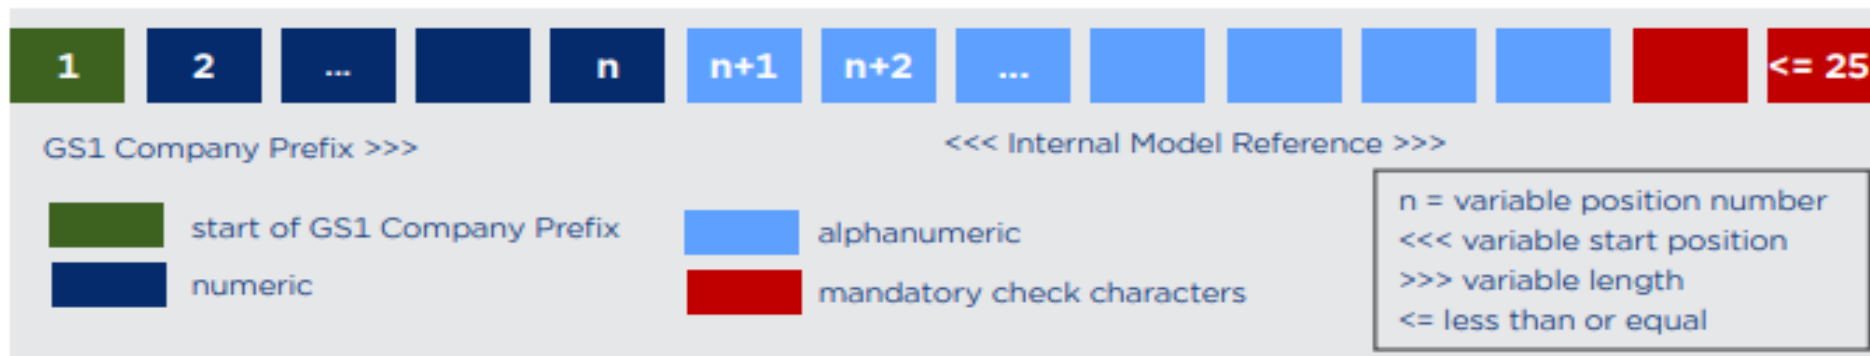 1 2 ... n n+1 n+2 ... <= 25
GS1 Company Prefix >>> <<< Internal Model Reference >>>
start of GS1 Company Prefix
numeric
alphanumeric
mandatory check characters
n = variable position number
<<< variable start position
>>> variable length
<= less than or equal